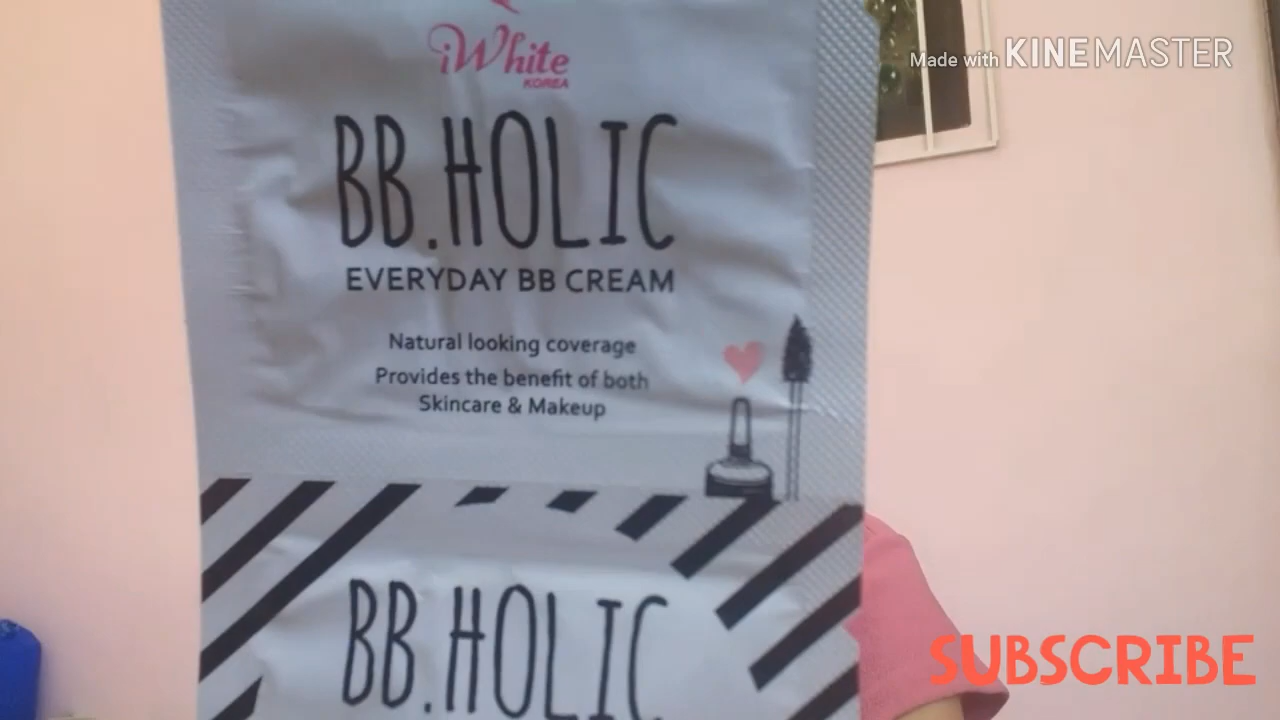 Made with KINEMASTER
iWhite
KOREA
BB.HOLIC
EVERYDAY BB CREAM
Natural looking coverage
Provides the benefit of both
Skincare & Makeup
BB.HOLIC
SUBSCRIBE